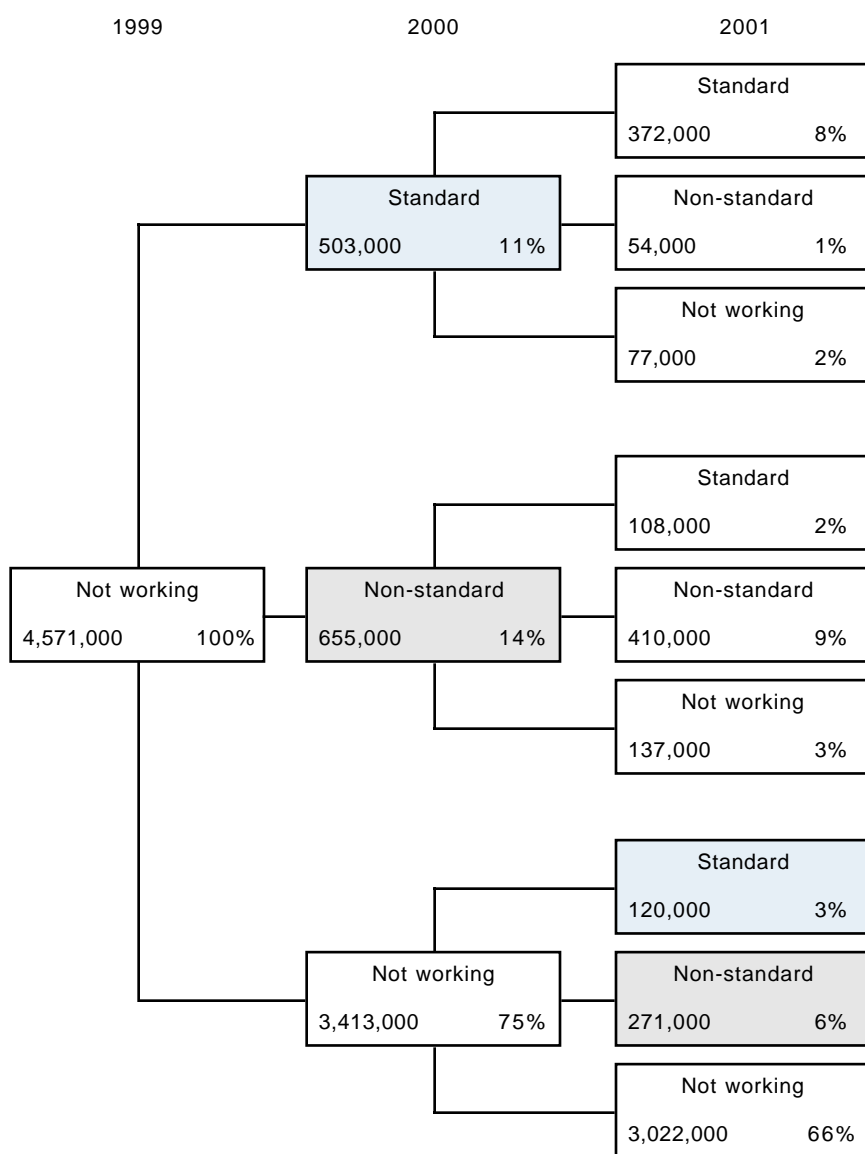 1999 2000 2001
Standard
372,000 8%
Standard Non-standard
503,000 11% 54,000 1%
Not working
77,000 2%
Standard
108,000 2%
Not working Non-standard Non-standard
4,571,000 100% 655,000 14% 410,000 9%
Not working
137,000 3%
Standard
120,000 3%
Not working Non-standard
3,413,000 75% 271,000 6%
Not working
3,022,000 66%